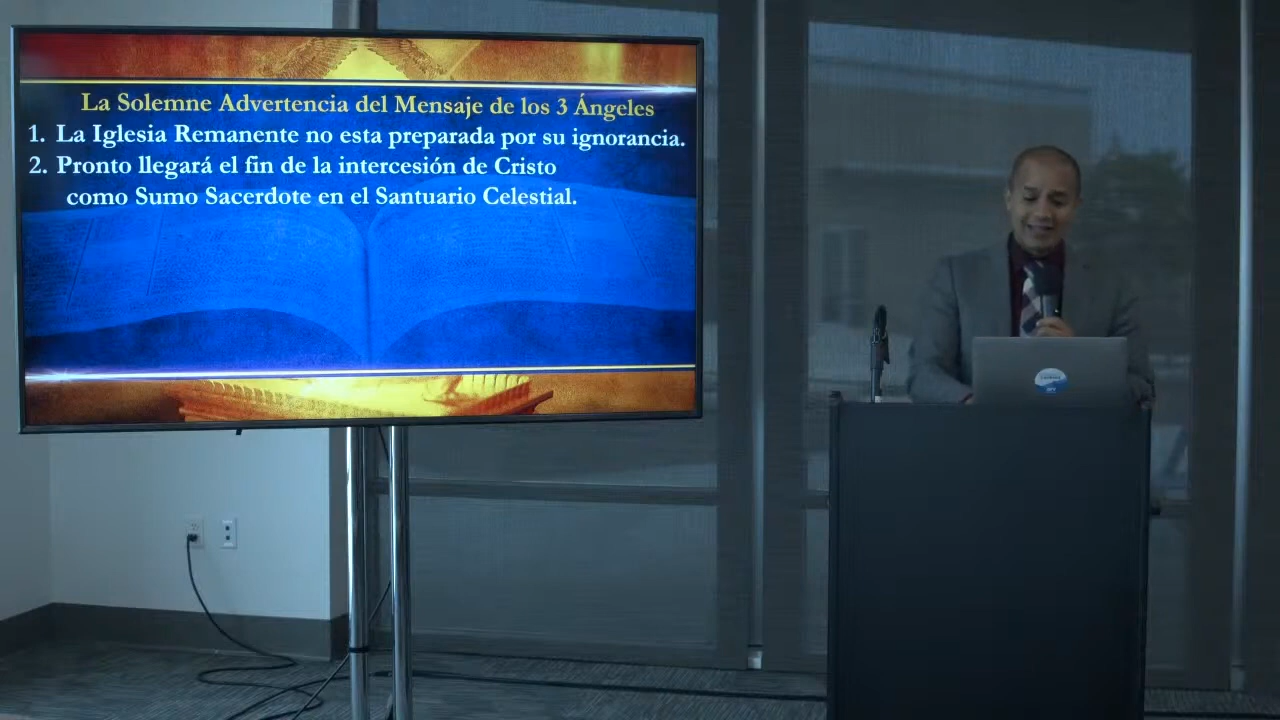 La Solemne Advertencia del Mensaje de los 3 Ángeles
1. La Iglesia Remanente no esta preparada por su ignorancia.
2. Pronto llegará el fin de la intercesión de Cristo
como Sumo Sacerdote en el Santuario Celestial.